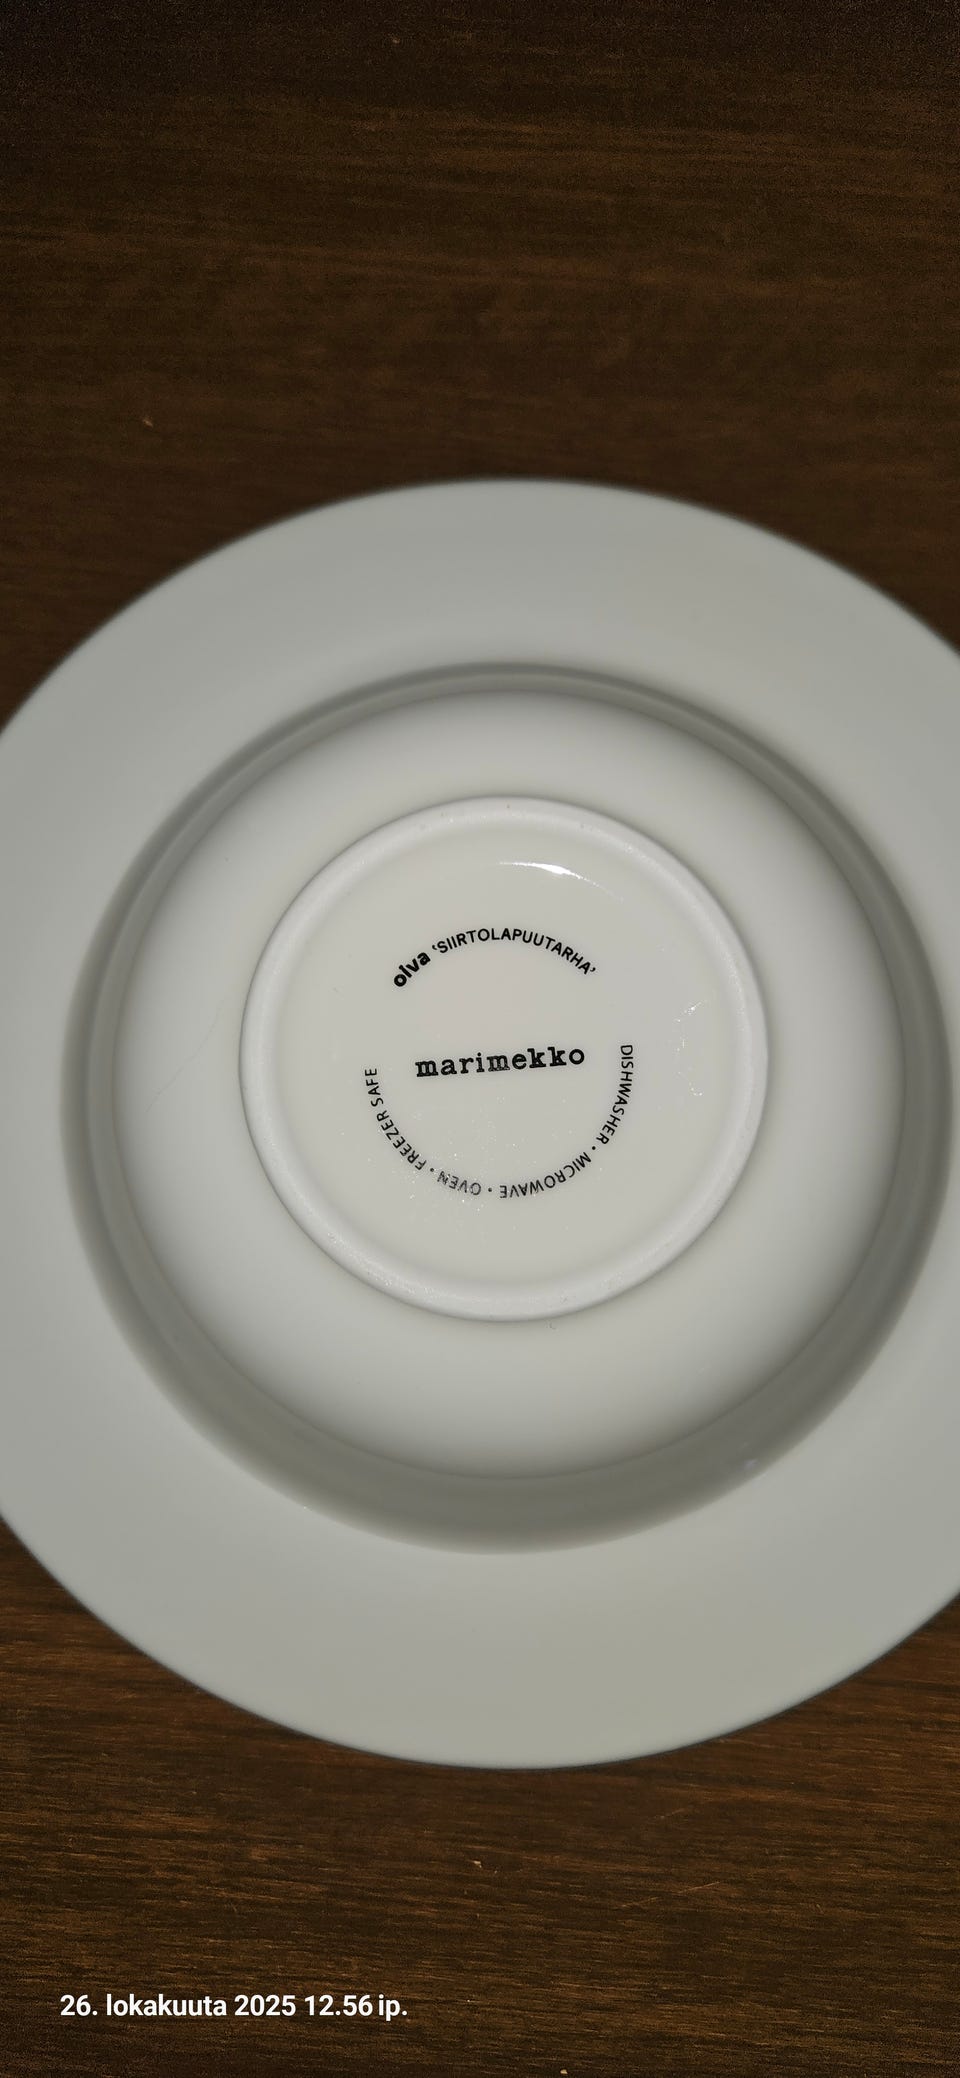 oiva ‘SIIRTOLAPUUTARHA’
marimekko
DISHWASHER • MICROWAVE • OVEN • FREEZER SAFE
26. lokakuuta 2025 12.56 ip.